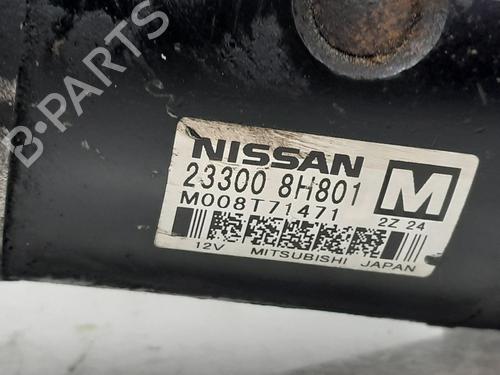 B-PARTS
NISSAN
23300 8H801 M
M008T71471 2Z 24
12V MITSUBISHI JAPAN